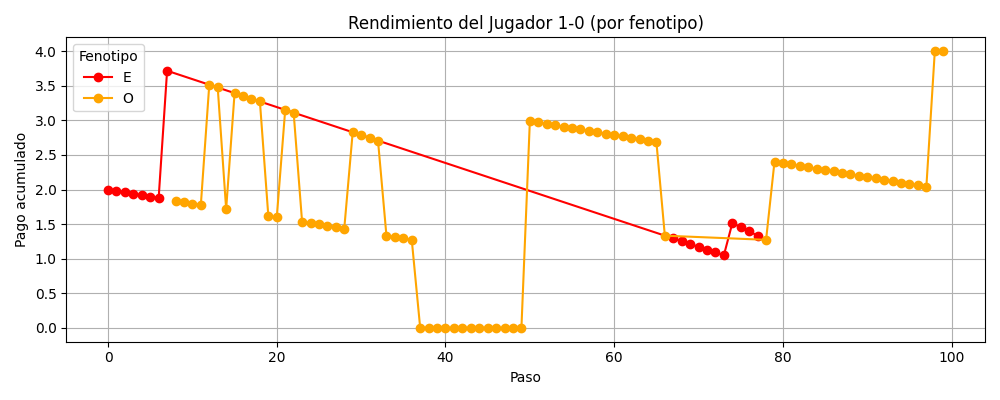 Rendimiento del Jugador 1-0 (por fenotipo)
Fenotipo
E
O
Pago acumulado
4.0
3.5
3.0
2.5
2.0
1.5
1.0
0.5
0.0
0 20 40 60 80 100
Paso